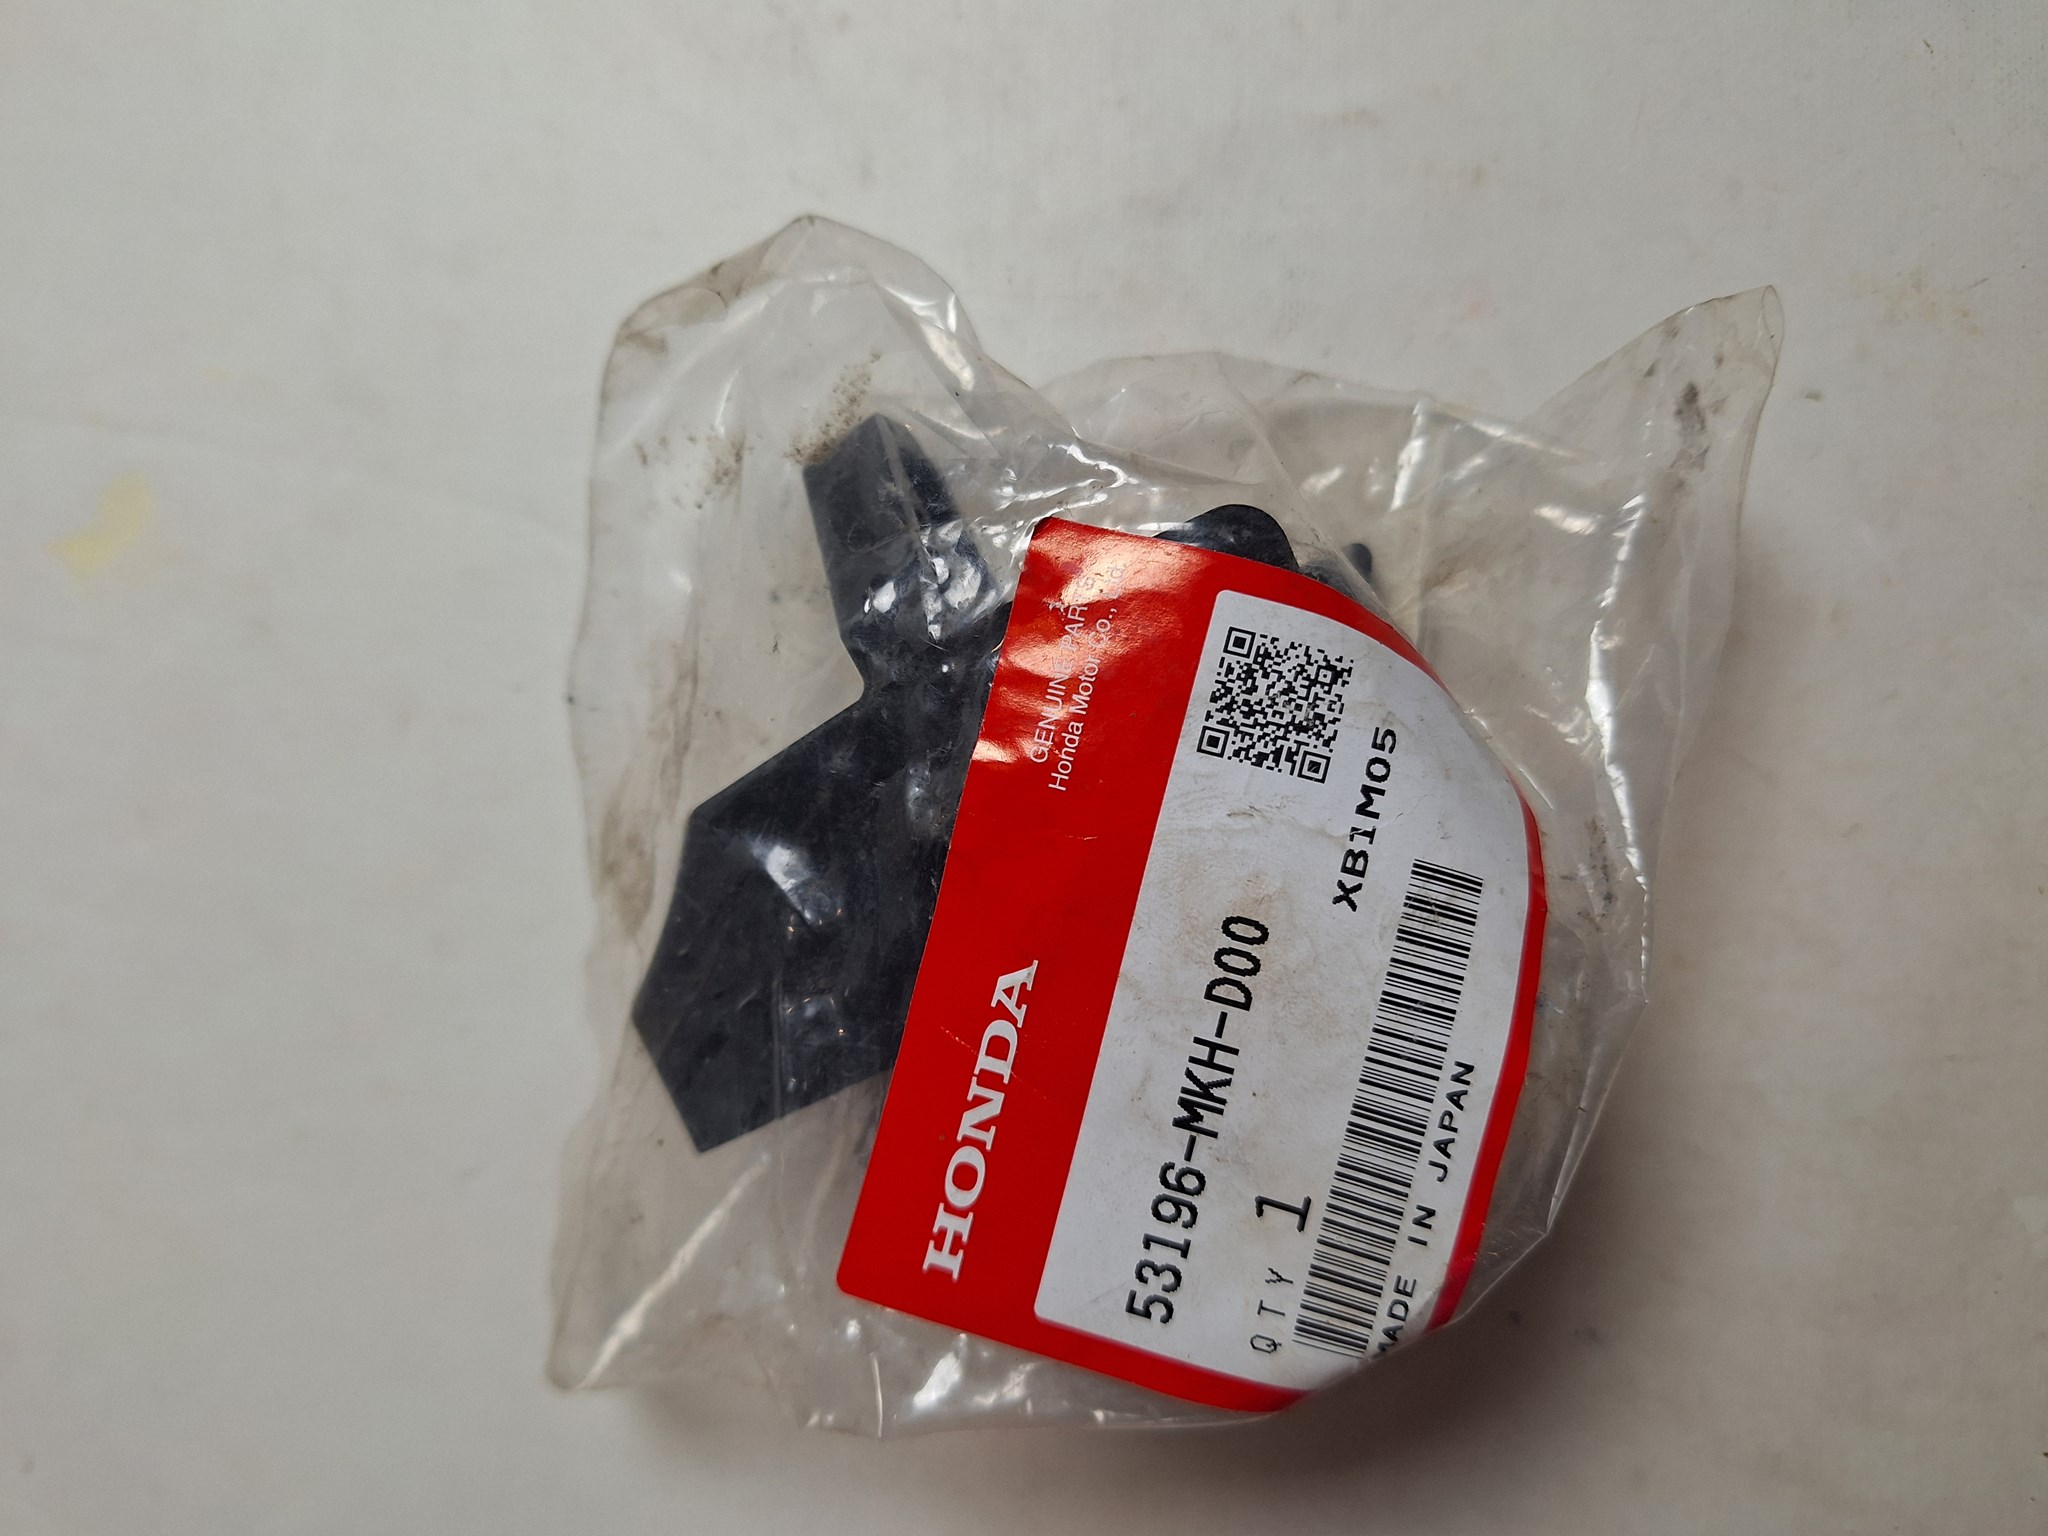 HONDA
GENUINE PARTS
Honda Motor Co., Ltd.
53196-MKH-D00
XB1M05
QTY 1
MADE IN JAPAN